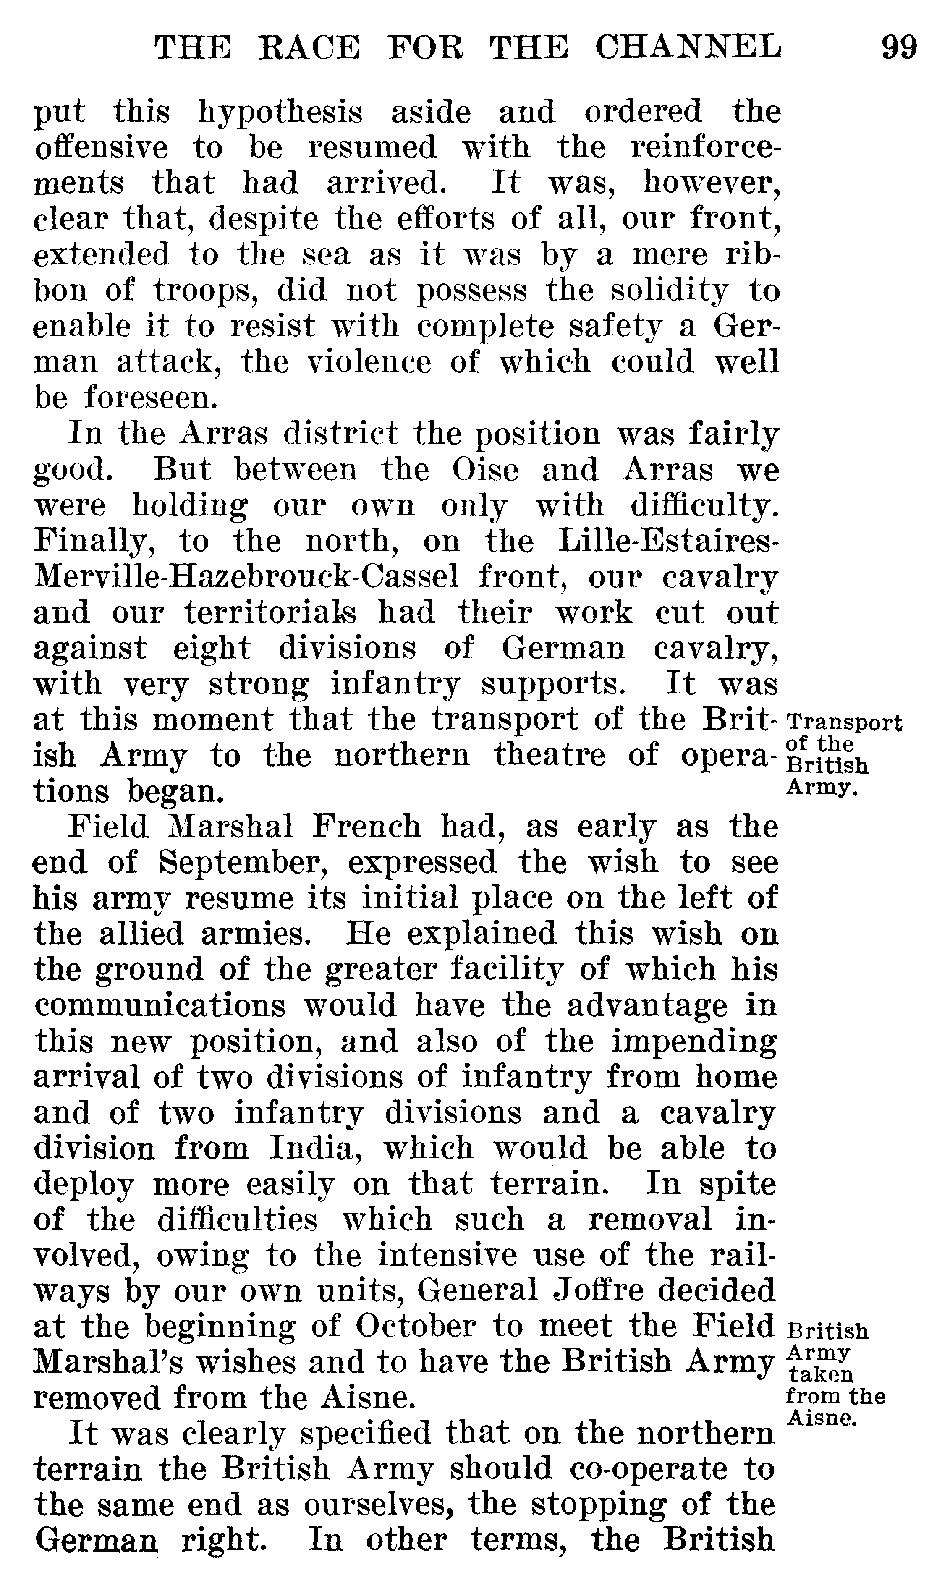 THE RACE FOR THE CHANNEL 99
put this hypothesis aside and ordered the
offensive to be resumed with the reinforce-
ments that had arrived. It was, however,
clear that, despite the efforts of all, our front,
extended to the sea as it was by a mere rib-
bon of troops, did not possess the solidity to
enable it to resist with complete safety a Ger-
man attack, the violence of which could well
be foreseen.
In the Arras district the position was fairly
good. But between the Oise and Arras we
were holding our own only with difficulty.
Finally, to the north, on the Lille-Estaires-
Merville-Hazebrouck-Cassel front, our cavalry
and our territorials had their work cut out
against eight divisions of German cavalry,
with very strong infantry supports. It was
at this moment that the transport of the Brit-
ish Army to the northern theatre of opera-
tions began.
Transport
of the
British
Army.
Field Marshal French had, as early as the
end of September, expressed the wish to see
his army resume its initial place on the left of
the allied armies. He explained this wish on
the ground of the greater facility of which his
communications would have the advantage in
this new position, and also of the impending
arrival of two divisions of infantry from home
and of two infantry divisions and a cavalry
division from India, which would be able to
deploy more easily on that terrain. In spite
of the difficulties which such a removal in-
volved, owing to the intensive use of the rail-
ways by our own units, General Joffre decided
at the beginning of October to meet the Field
Marshal's wishes and to have the British Army
removed from the Aisne.
British
Army
taken
from the
Aisne.
It was clearly specified that on the northern
terrain the British Army should co-operate to
the same end as ourselves, the stopping of the
German right. In other terms, the British